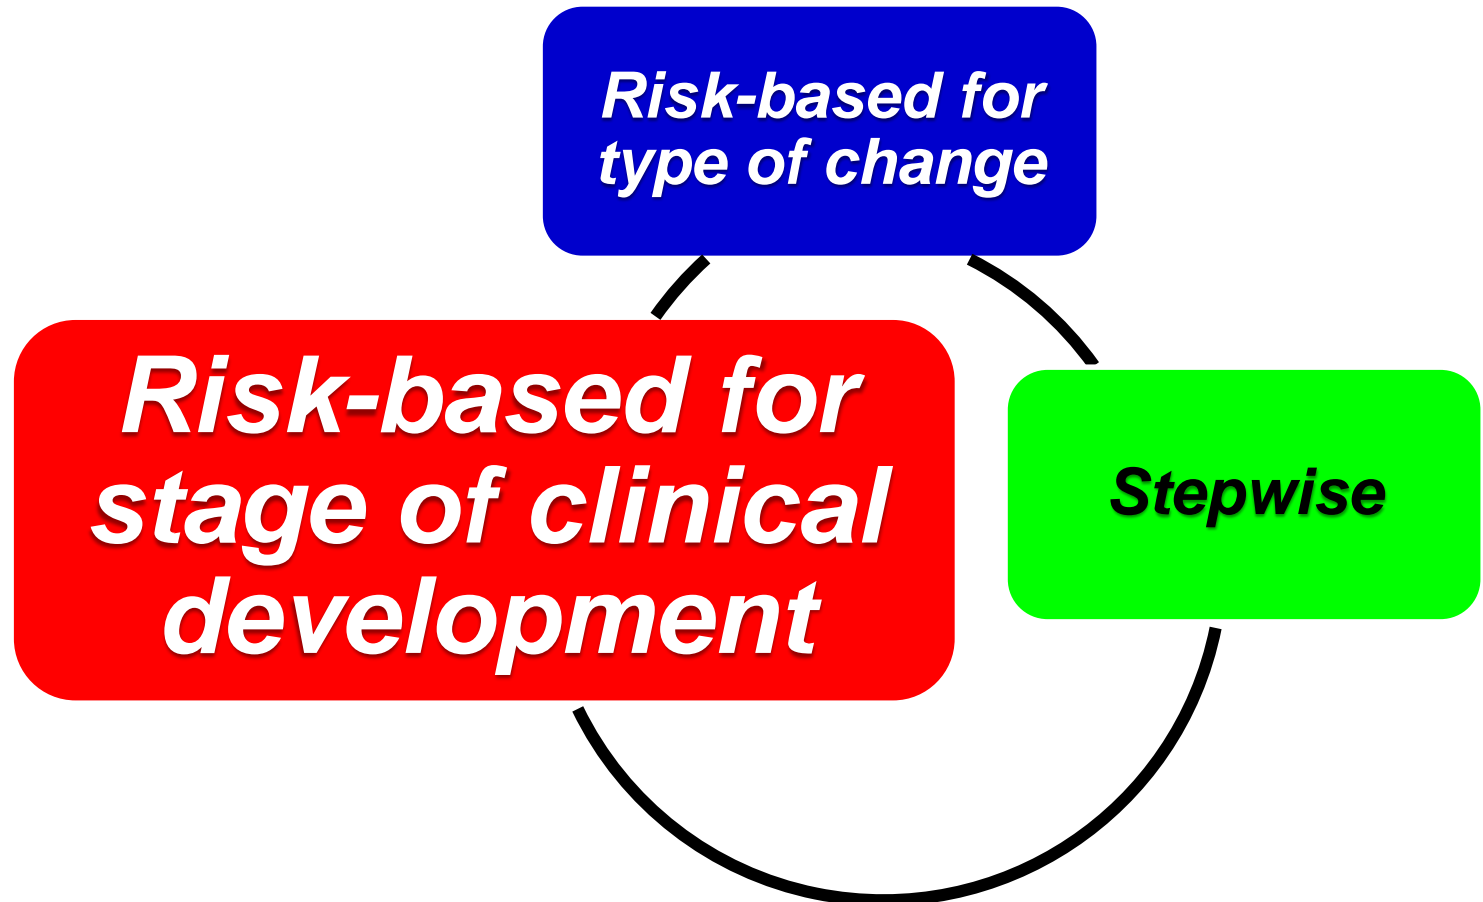 Risk-based for
type of change
Risk-based for
stage of clinical
development
Stepwise